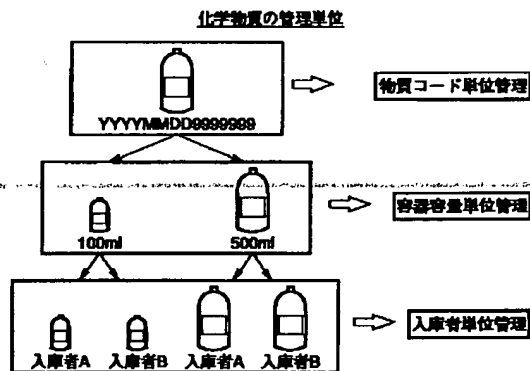 化学物質の管理単位
物質コード単位管理
YYYYMMDD9999999
容器容量単位管理
100ml 500ml
入庫者単位管理
入庫者A 入庫者B 入庫者A 入庫者B